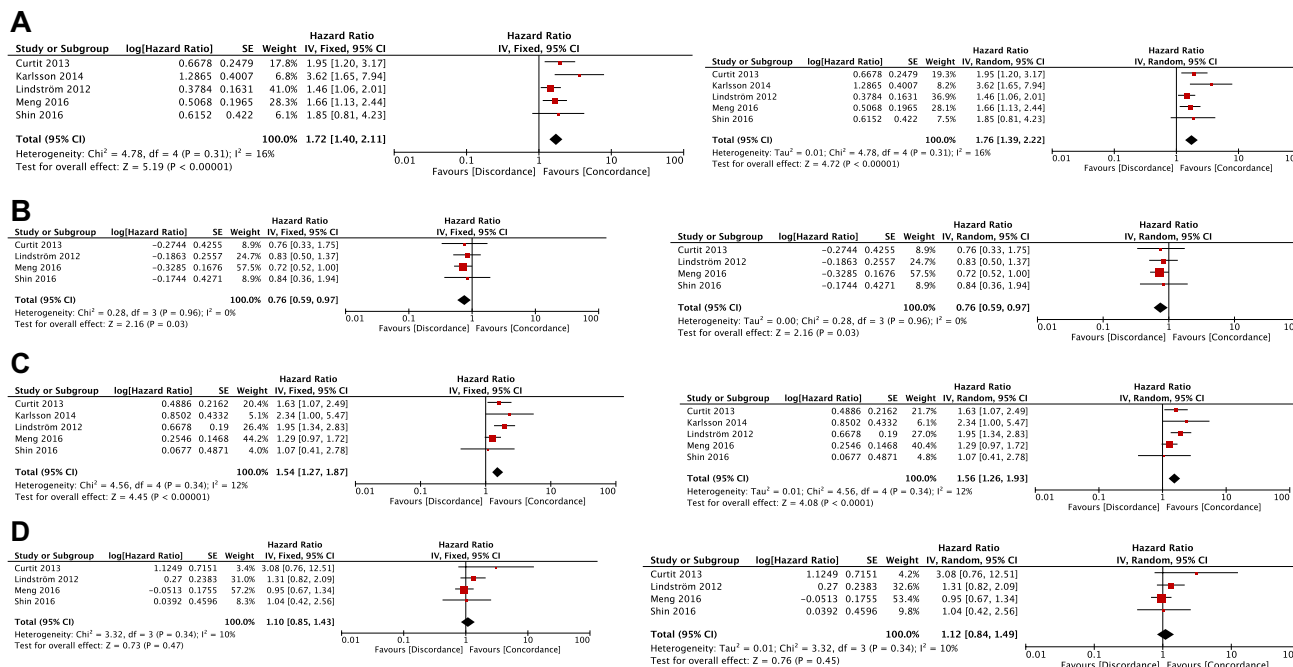 A
Hazard Ratio Hazard Ratio
Study or Subgroup log[Hazard Ratio] SE Weight IV, Fixed, 95% CI IV, Fixed, 95% CI
Curtit 2013 0.6678 0.2479 17.8% 1.95 [1.20, 3.17]
Karlsson 2014 1.2865 0.4007 6.8% 3.62 [1.65, 7.94]
Lindström 2012 0.3784 0.1631 41.0% 1.46 [1.06, 2.01]
Meng 2016 0.5068 0.1965 28.3% 1.66 [1.13, 2.44]
Shin 2016 0.6152 0.422 6.1% 1.85 [0.81, 4.23]
Total (95% CI) 100.0% 1.72 [1.40, 2.11]
Heterogeneity: Chi² = 4.78, df = 4 (P = 0.31); I² = 16%
Test for overall effect: Z = 5.19 (P < 0.00001)
0.01 0.1 1 10 100
Favours [Discordance] Favours [Concordance]
Hazard Ratio Hazard Ratio
Study or Subgroup log[Hazard Ratio] SE Weight IV, Random, 95% CI IV, Random, 95% CI
Curtit 2013 0.6678 0.2479 19.3% 1.95 [1.20, 3.17]
Karlsson 2014 1.2865 0.4007 8.2% 3.62 [1.65, 7.94]
Lindström 2012 0.3784 0.1631 36.9% 1.46 [1.06, 2.01]
Meng 2016 0.5068 0.1965 28.1% 1.66 [1.13, 2.44]
Shin 2016 0.6152 0.422 7.5% 1.85 [0.81, 4.23]
Total (95% CI) 100.0% 1.76 [1.39, 2.22]
Heterogeneity: Tau² = 0.01; Chi² = 4.78, df = 4 (P = 0.31); I² = 16%
Test for overall effect: Z = 4.72 (P < 0.00001)
0.01 0.1 1 10 100
Favours [Discordance] Favours [Concordance]
B
Hazard Ratio Hazard Ratio
Study or Subgroup log[Hazard Ratio] SE Weight IV, Fixed, 95% CI IV, Fixed, 95% CI
Curtit 2013 −0.2744 0.4255 8.9% 0.76 [0.33, 1.75]
Lindström 2012 −0.1863 0.2557 24.7% 0.83 [0.50, 1.37]
Meng 2016 −0.3285 0.1676 57.5% 0.72 [0.52, 1.00]
Shin 2016 −0.1744 0.4271 8.9% 0.84 [0.36, 1.94]
Total (95% CI) 100.0% 0.76 [0.59, 0.97]
Heterogeneity: Chi² = 0.28, df = 3 (P = 0.96); I² = 0%
Test for overall effect: Z = 2.16 (P = 0.03)
0.01 0.1 1 10 100
Favours [Discordance] Favours [Concordance]
Hazard Ratio Hazard Ratio
Study or Subgroup log[Hazard Ratio] SE Weight IV, Random, 95% CI IV, Random, 95% CI
Curtit 2013 −0.2744 0.4255 8.9% 0.76 [0.33, 1.75]
Lindström 2012 −0.1863 0.2557 24.7% 0.83 [0.50, 1.37]
Meng 2016 −0.3285 0.1676 57.5% 0.72 [0.52, 1.00]
Shin 2016 −0.1744 0.4271 8.9% 0.84 [0.36, 1.94]
Total (95% CI) 100.0% 0.76 [0.59, 0.97]
Heterogeneity: Tau² = 0.00; Chi² = 0.28, df = 3 (P = 0.96); I² = 0%
Test for overall effect: Z = 2.16 (P = 0.03)
0.01 0.1 1 10 100
Favours [Discordance] Favours [Concordance]
C
Hazard Ratio Hazard Ratio
Study or Subgroup log[Hazard Ratio] SE Weight IV, Fixed, 95% CI IV, Fixed, 95% CI
Curtit 2013 0.4886 0.2162 20.4% 1.63 [1.07, 2.49]
Karlsson 2014 0.8502 0.4332 5.1% 2.34 [1.00, 5.47]
Lindström 2012 0.6678 0.19 26.4% 1.95 [1.34, 2.83]
Meng 2016 0.2546 0.1468 44.2% 1.29 [0.97, 1.72]
Shin 2016 0.0677 0.4871 4.0% 1.07 [0.41, 2.78]
Total (95% CI) 100.0% 1.54 [1.27, 1.87]
Heterogeneity: Chi² = 4.56, df = 4 (P = 0.34); I² = 12%
Test for overall effect: Z = 4.45 (P < 0.00001)
0.01 0.1 1 10 100
Favours [Discordance] Favours [Concordance]
Hazard Ratio Hazard Ratio
Study or Subgroup log[Hazard Ratio] SE Weight IV, Random, 95% CI IV, Random, 95% CI
Curtit 2013 0.4886 0.2162 21.7% 1.63 [1.07, 2.49]
Karlsson 2014 0.8502 0.4332 6.1% 2.34 [1.00, 5.47]
Lindström 2012 0.6678 0.19 27.0% 1.95 [1.34, 2.83]
Meng 2016 0.2546 0.1468 40.4% 1.29 [0.97, 1.72]
Shin 2016 0.0677 0.4871 4.8% 1.07 [0.41, 2.78]
Total (95% CI) 100.0% 1.56 [1.26, 1.93]
Heterogeneity: Tau² = 0.01; Chi² = 4.56, df = 4 (P = 0.34); I² = 12%
Test for overall effect: Z = 4.08 (P < 0.0001)
0.01 0.1 1 10 100
Favours [Discordance] Favours [Concordance]
D
Hazard Ratio Hazard Ratio
Study or Subgroup log[Hazard Ratio] SE Weight IV, Fixed, 95% CI IV, Fixed, 95% CI
Curtit 2013 1.1249 0.7151 3.4% 3.08 [0.76, 12.51]
Lindström 2012 0.27 0.2383 31.0% 1.31 [0.82, 2.09]
Meng 2016 −0.0513 0.1755 57.2% 0.95 [0.67, 1.34]
Shin 2016 0.0392 0.4596 8.3% 1.04 [0.42, 2.56]
Total (95% CI) 100.0% 1.10 [0.85, 1.43]
Heterogeneity: Chi² = 3.32, df = 3 (P = 0.34); I² = 10%
Test for overall effect: Z = 0.73 (P = 0.47)
0.01 0.1 1 10 100
Favours [Discordance] Favours [Concordance]
Hazard Ratio Hazard Ratio
Study or Subgroup log[Hazard Ratio] SE Weight IV, Random, 95% CI IV, Random, 95% CI
Curtit 2013 1.1249 0.7151 4.2% 3.08 [0.76, 12.51]
Lindström 2012 0.27 0.2383 32.6% 1.31 [0.82, 2.09]
Meng 2016 −0.0513 0.1755 53.4% 0.95 [0.67, 1.34]
Shin 2016 0.0392 0.4596 9.8% 1.04 [0.42, 2.56]
Total (95% CI) 100.0% 1.12 [0.84, 1.49]
Heterogeneity: Tau² = 0.01; Chi² = 3.32, df = 3 (P = 0.34); I² = 10%
Test for overall effect: Z = 0.76 (P = 0.45)
0.01 0.1 1 10 100
Favours [Discordance] Favours [Concordance]